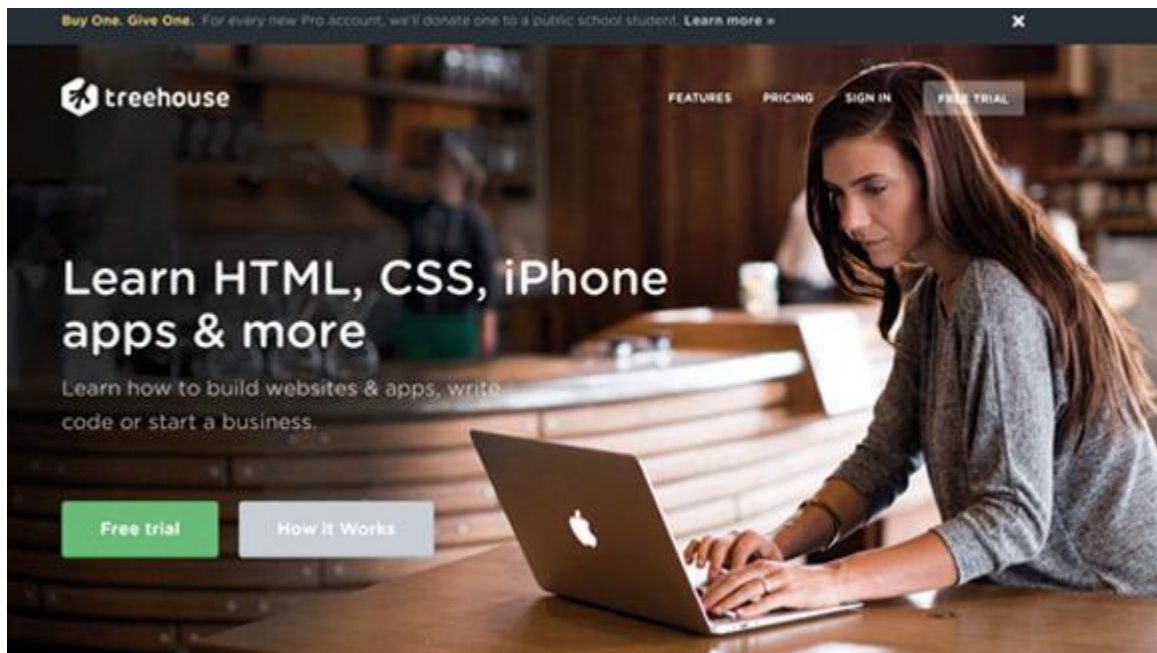 Buy One. Give One. For every new Pro account, we'll donate one to a public school student. Learn more »
treehouse
FEATURES PRICING SIGN IN FREE TRIAL
Learn HTML, CSS, iPhone
apps & more
Learn how to build websites & apps, write
code or start a business.
Free trial How it Works